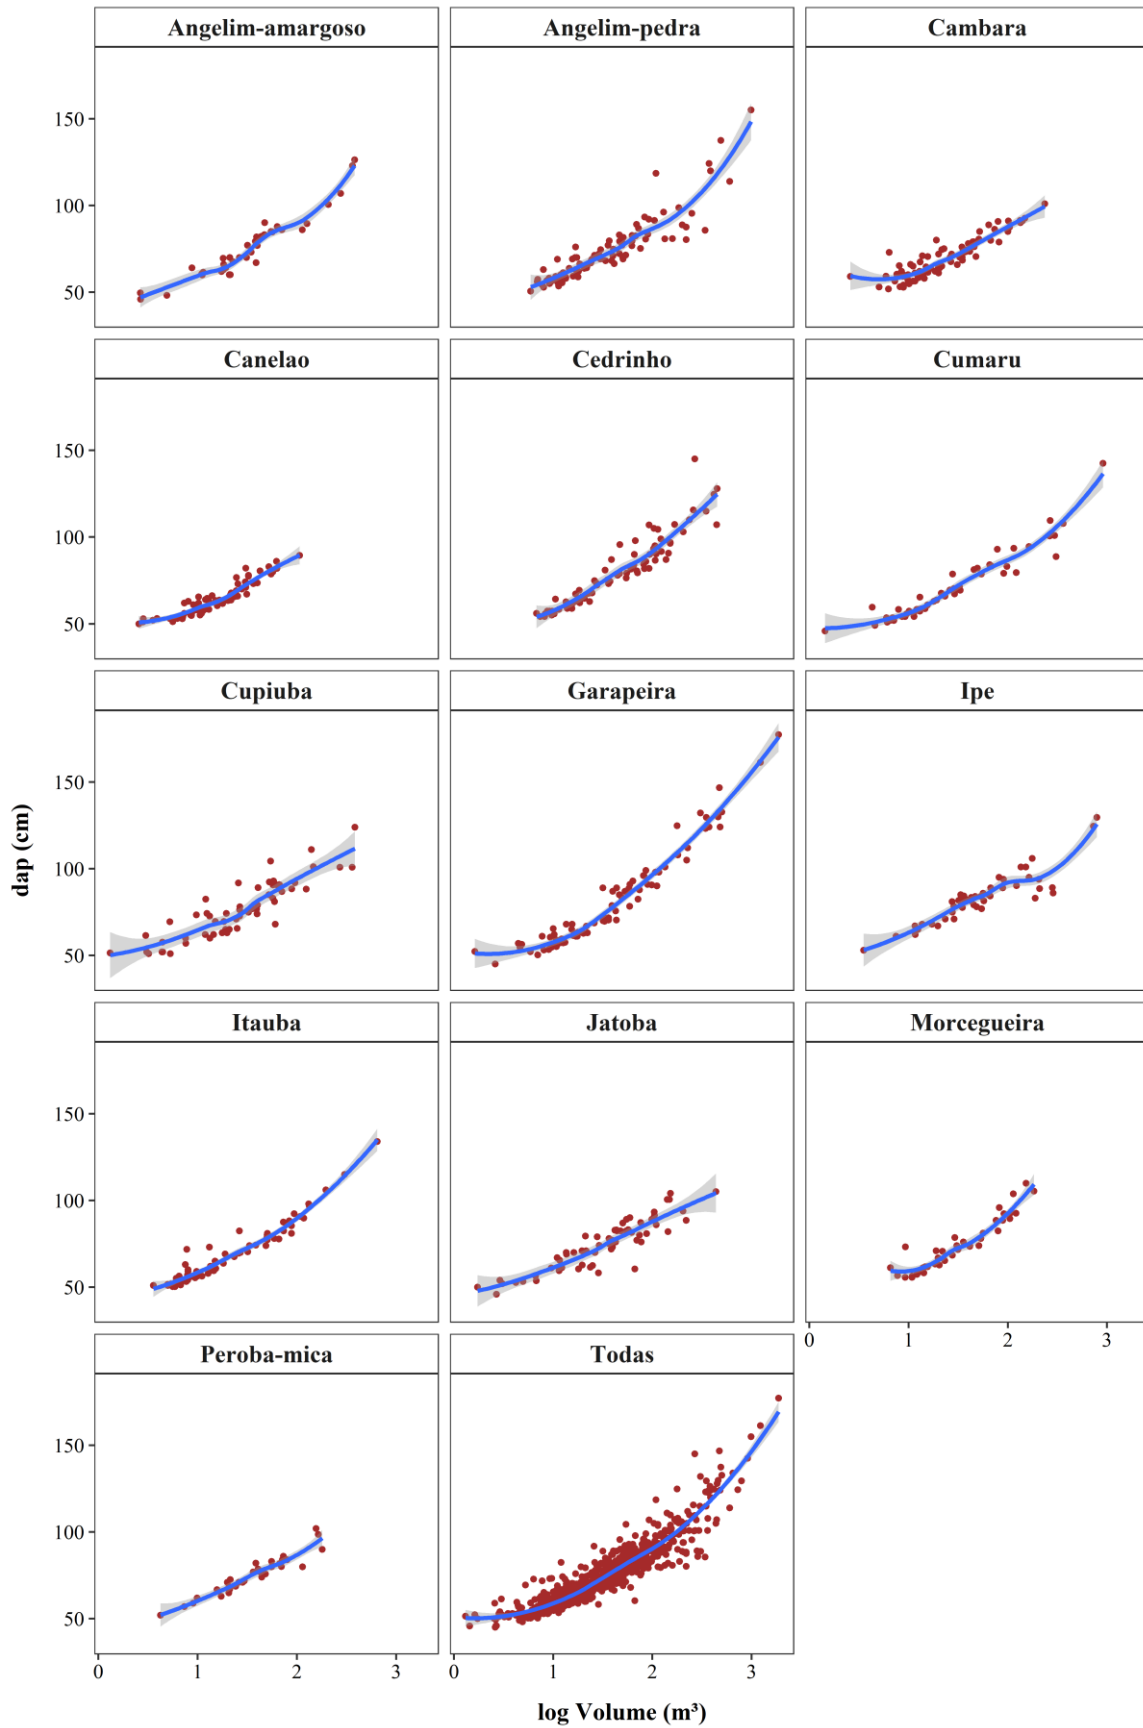 Angelim-amargoso Angelim-pedra Cambara
150
100
50
Canelao Cedrinho Cumaru
150
100
50
Cupiuba Garapeira Ipe
150
100
50
dap (cm)
Itauba Jatoba Morcegueira
150
100
50
0 1 2 3
Peroba-mica Todas
150
100
50
0 1 2 3 0 1 2 3
log Volume (m³)